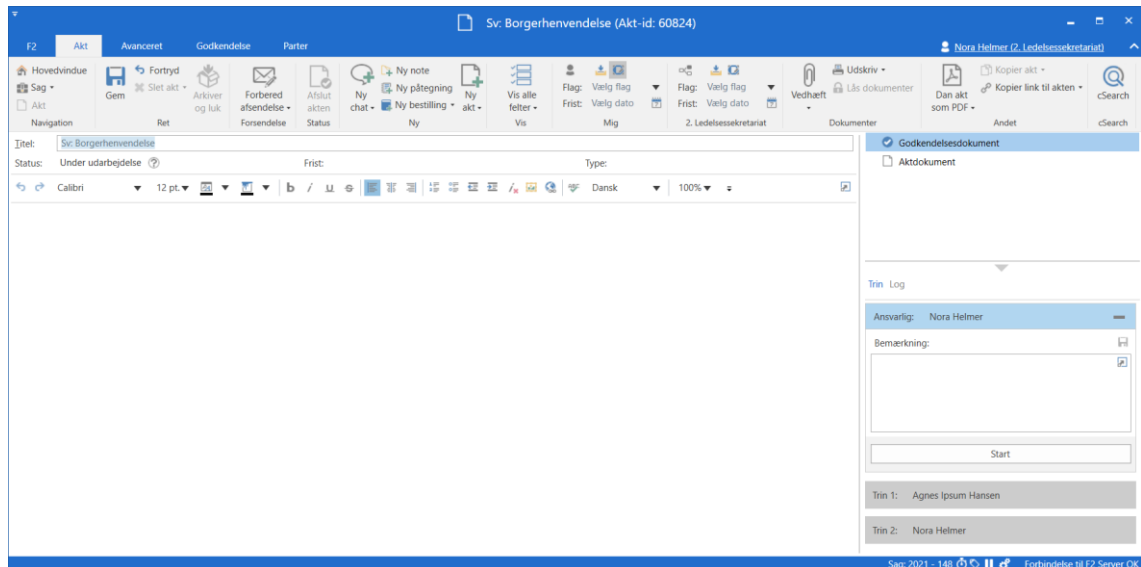 Sv: Borgerhenvendelse (Akt-id: 60824)
F2 Akt Avanceret Godkendelse Parter Nora Helmer (2. Ledelsessekretariat)
Hovedvindue
Sag
Akt
Navigation
Gem
Fortryd
Slet akt
Arkiver og luk
Ret
Forbered afsendelse
Forsendelse
Afslut akten
Status
Ny chat
Ny note
Ny påtegning
Ny bestilling
Ny akt
Ny
Vis alle felter
Vis
Flag: Vælg flag
Frist: Vælg dato
Mig
Flag: Vælg flag
Frist: Vælg dato
2. Ledelsessekretariat
Vedhæft
Udskriv
Lås dokumenter
Dokumenter
Dan akt som PDF
Kopier akt
Kopier link til akten
Andet
cSearch
cSearch
Titel: Sv: Borgerhenvendelse
Status: Under udarbejdelse Frist: Type:
Calibri 12 pt. b i u Dansk 100%
Godkendelsesdokument
Aktdokument
Trin Log
Ansvarlig: Nora Helmer
Bemærkning:
Start
Trin 1: Agnes Ipsum Hansen
Trin 2: Nora Helmer
Sag: 2021 - 148 Forbindelse til F2 Server OK